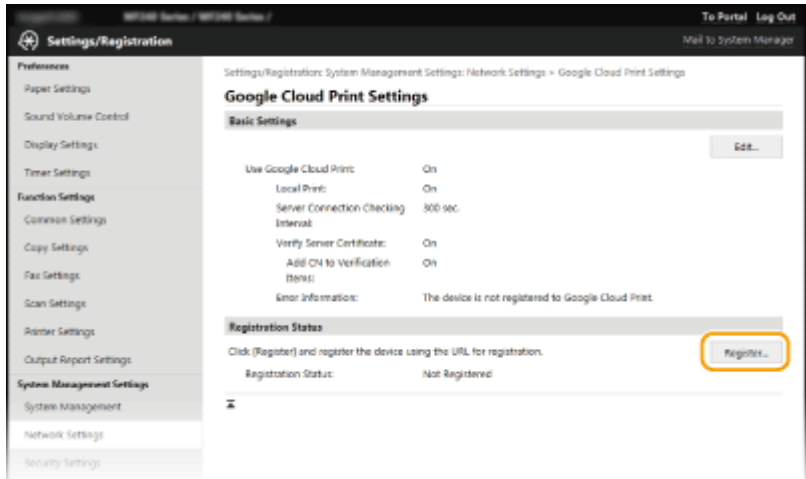 MF240 Series / MF240 Series /
To Portal Log Out
Settings/Registration
Mail to System Manager
Preferences
Paper Settings
Sound Volume Control
Display Settings
Timer Settings
Function Settings
Common Settings
Copy Settings
Fax Settings
Scan Settings
Printer Settings
Output Report Settings
System Management Settings
System Management
Network Settings
Security Settings
Settings/Registration: System Management Settings: Network Settings > Google Cloud Print Settings
Google Cloud Print Settings
Basic Settings
Edit...
Use Google Cloud Print: On
Local Print: On
Server Connection Checking 300 sec.
Interval:
Verify Server Certificate: On
Add CN to Verification On
Items:
Error Information: The device is not registered to Google Cloud Print.
Registration Status
Click [Register] and register the device using the URL for registration.
Register...
Registration Status: Not Registered